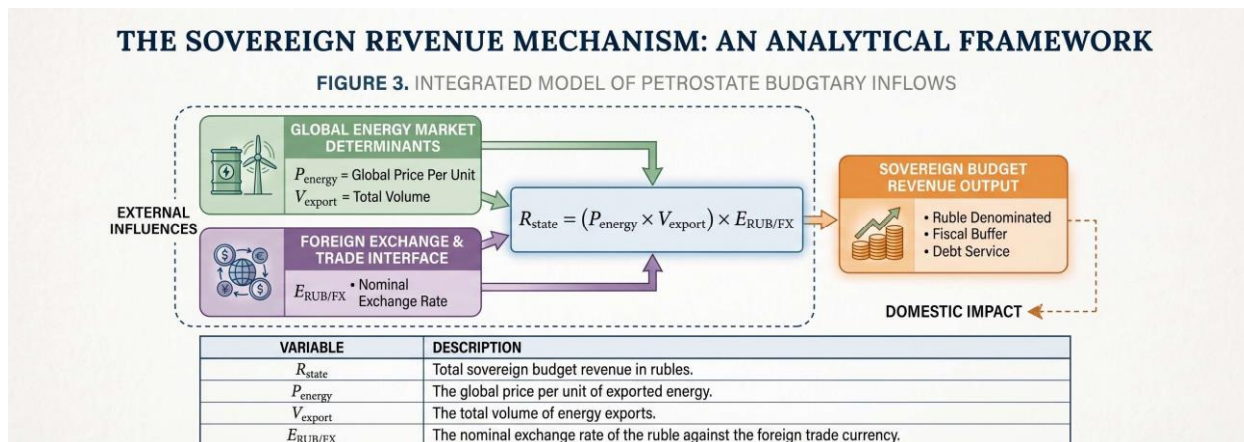 THE SOVEREIGN REVENUE MECHANISM: AN ANALYTICAL FRAMEWORK
FIGURE 3. INTEGRATED MODEL OF PETROSTATE BUDGTARY INFLOWS
EXTERNAL
INFLUENCES
GLOBAL ENERGY MARKET
DETERMINANTS
P_energy = Global Price Per Unit
V_export = Total Volume
FOREIGN EXCHANGE &
TRADE INTERFACE
E_RUB/FX ▪ Nominal
Exchange Rate
$ € ¥ $
R_state = (P_energy × V_export) × E_RUB/FX
SOVEREIGN BUDGET
REVENUE OUTPUT
• Ruble Denominated
• Fiscal Buffer
• Debt Service
DOMESTIC IMPACT
VARIABLE DESCRIPTION
R_state Total sovereign budget revenue in rubles.
P_energy The global price per unit of exported energy.
V_export The total volume of energy exports.
E_RUB/FX The nominal exchange rate of the ruble against the foreign trade currency.